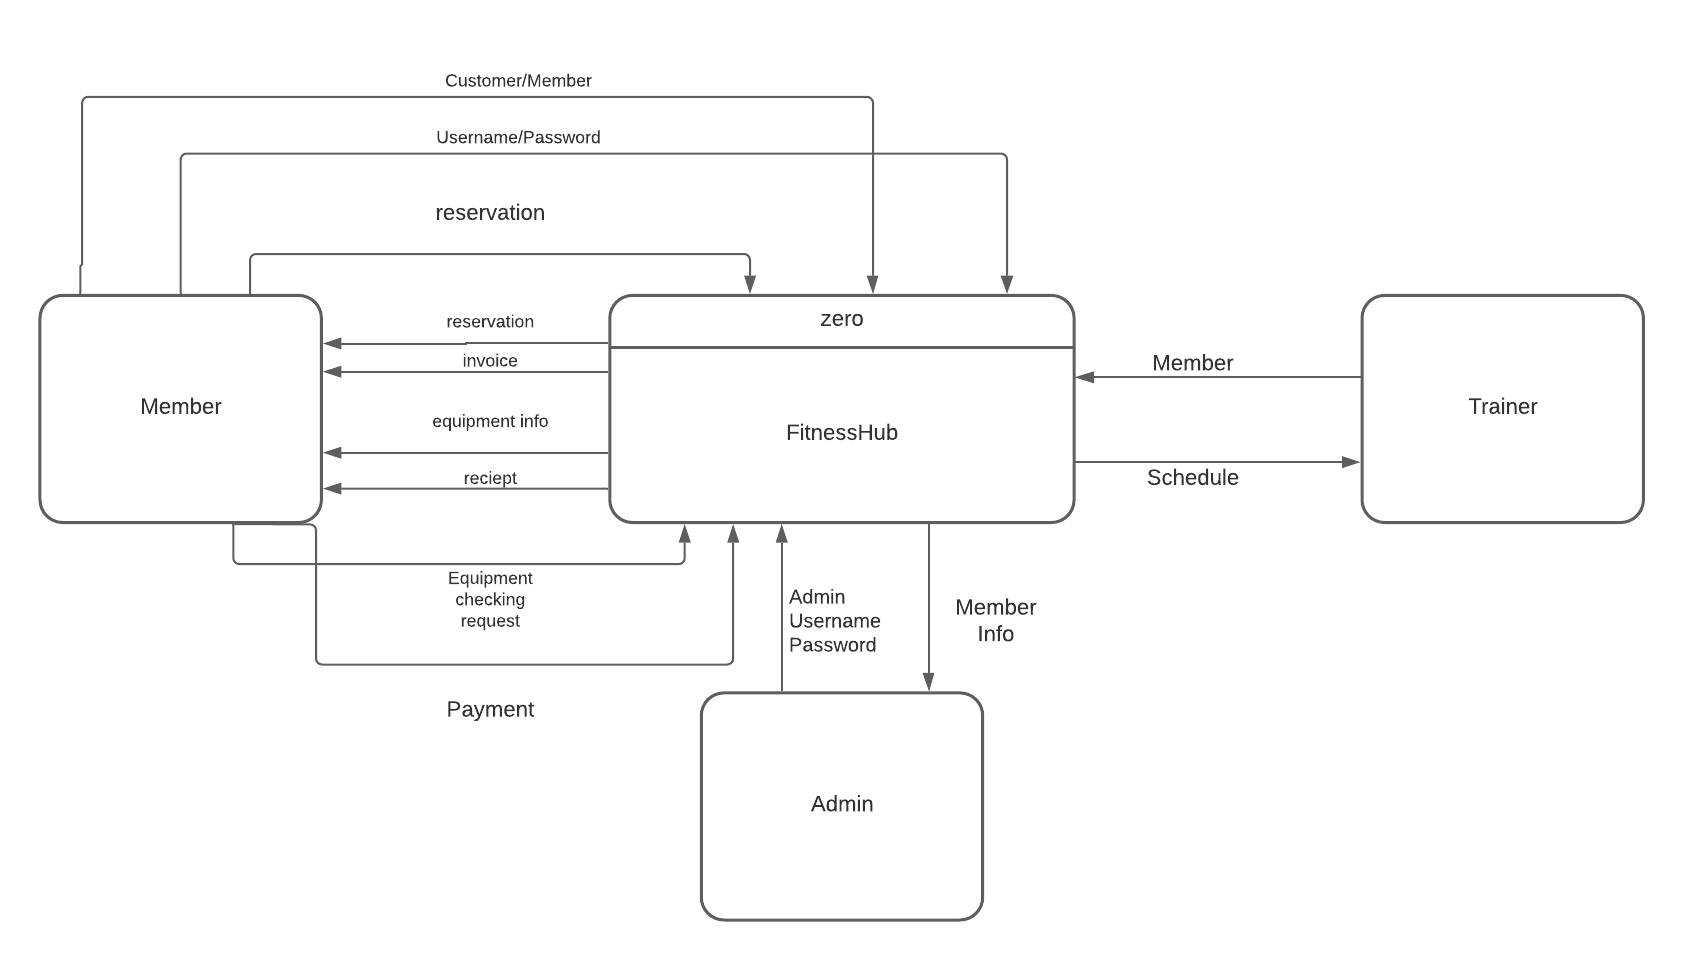 Customer/Member
Username/Password
reservation
reservation
zero
invoice
Member
Member
Trainer
equipment info
FitnessHub
reciept
Schedule
Equipment
checking
request
Admin
Username
Password
Member
Info
Payment
Admin